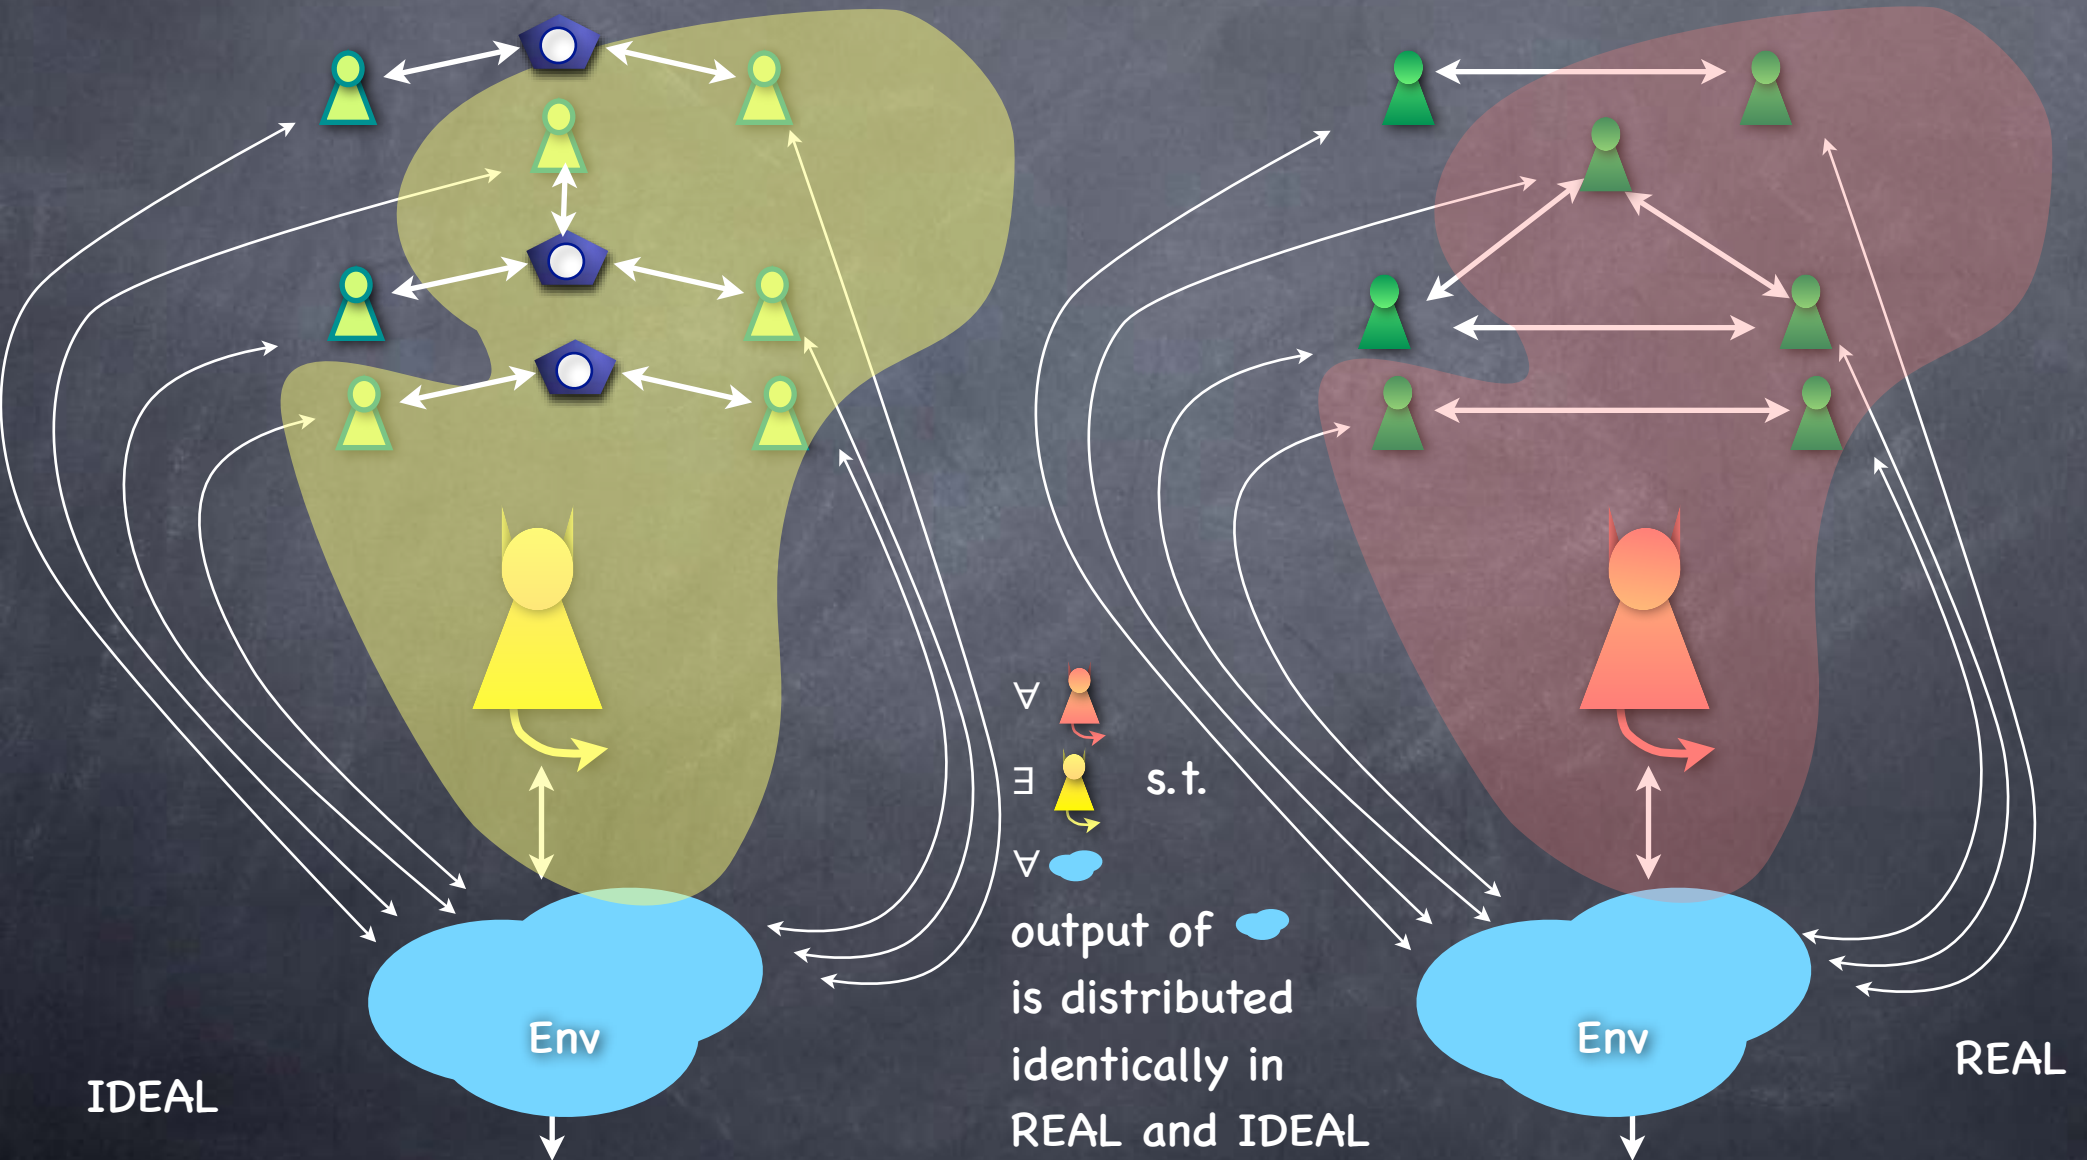 ∀
∃ s.t.
∀
output of
is distributed
identically in
REAL and IDEAL
Env
Env
IDEAL
REAL